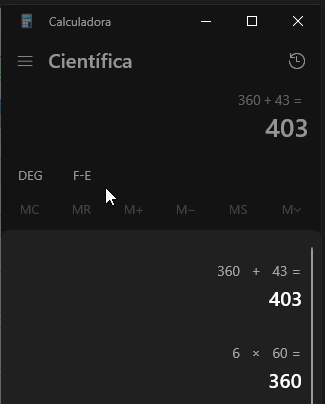 Calculadora
Científica
360 + 43 =
403
DEG F-E
MC MR M+ M− MS M
360 + 43 =
403
6 × 60 =
360